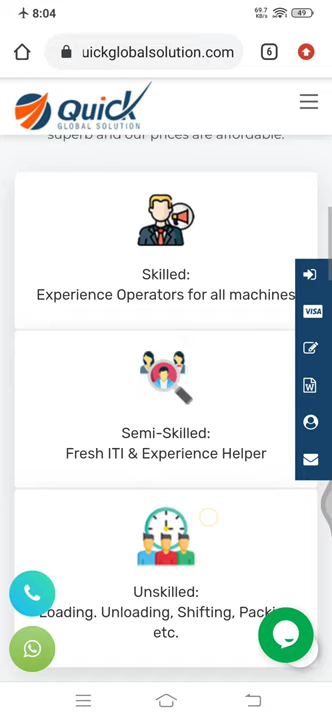 8:04
69.7
KB/s
49
uickglobalsolution.com
6
Quick
GLOBAL SOLUTION
superb and our prices are affordable.
Skilled:
Experience Operators for all machines
VISA
W
Semi-Skilled:
Fresh ITI & Experience Helper
Unskilled:
Loading. Unloading, Shifting, Packi
etc.